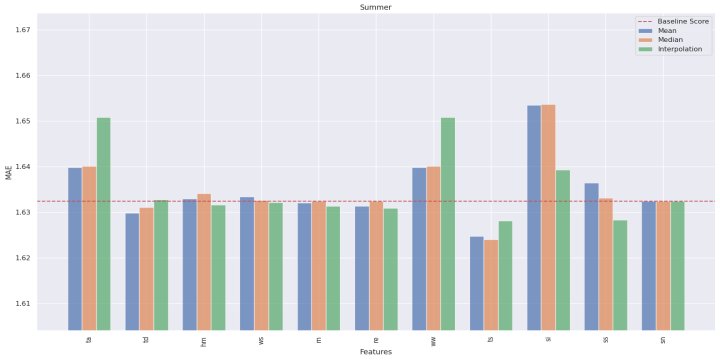 Summer
1.67
1.66
1.65
1.64
1.63
1.62
1.61
MAE
Baseline Score
Mean
Median
Interpolation
ta
td
hm
ws
rn
re
ww
ts
si
ss
sn
Features